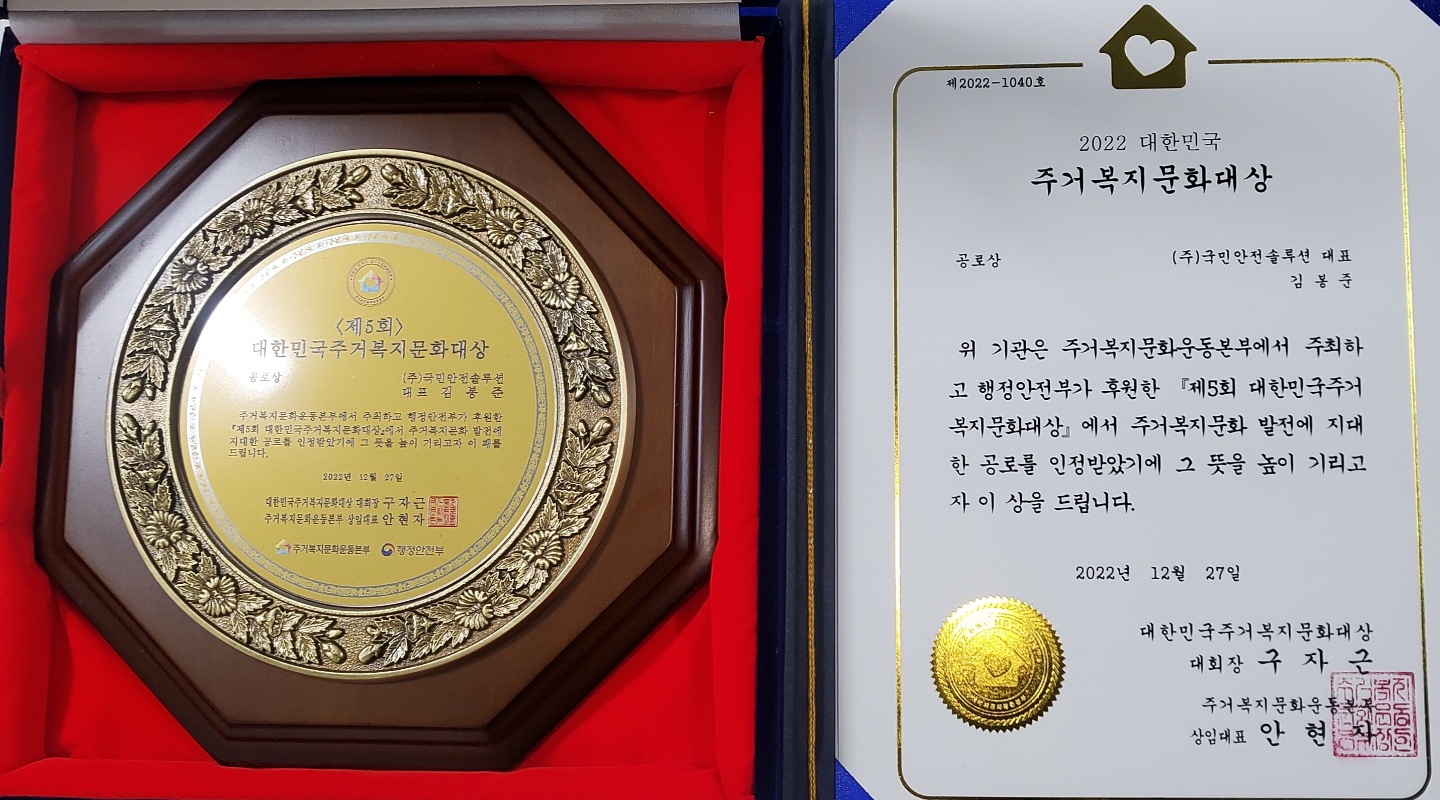 〈제5회〉
대한민국주거복지문화대상
공로상 (주)국민안전솔루션
대표 김 봉 준
주거복지문화운동본부에서 주최하고 행정안전부가 후원한
『제5회 대한민국주거복지문화대상』에서 주거복지문화 발전에
지대한 공로를 인정받았기에 그 뜻을 높이 기리고자 이 패를
드립니다.
2022년 12월 27일
대한민국주거복지문화대상 대회장 구 자 근
주거복지문화운동본부 상임대표 안 현 자
주거복지문화운동본부 행정안전부
제2022-1040호
2022 대한민국
주거복지문화대상
공로상 (주)국민안전솔루션 대표
김 봉 준
위 기관은 주거복지문화운동본부에서 주최하
고 행정안전부가 후원한 『제5회 대한민국주거
복지문화대상』에서 주거복지문화 발전에 지대
한 공로를 인정받았기에 그 뜻을 높이 기리고
자 이 상을 드립니다.
2022년 12월 27일
대한민국주거복지문화대상
대회장 구 자 근
주거복지문화운동본부
상임대표 안 현 자